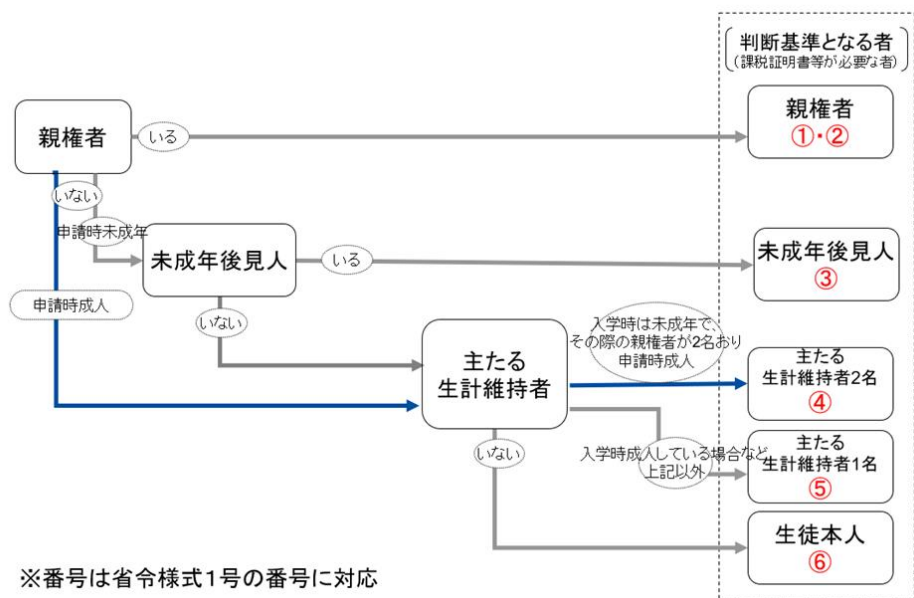 判断基準となる者
（課税証明書等が必要な者）
親権者
いる
親権者
①・②
いない
申請時未成年
未成年後見人
いる
未成年後見人
③
申請時成人
いない
入学時は未成年で、
その際の親権者が2名おり
申請時成人
主たる
生計維持者
主たる
生計維持者2名
④
いない
入学時成人している場合など
上記以外
主たる
生計維持者1名
⑤
生徒本人
⑥
※番号は省令様式１号の番号に対応